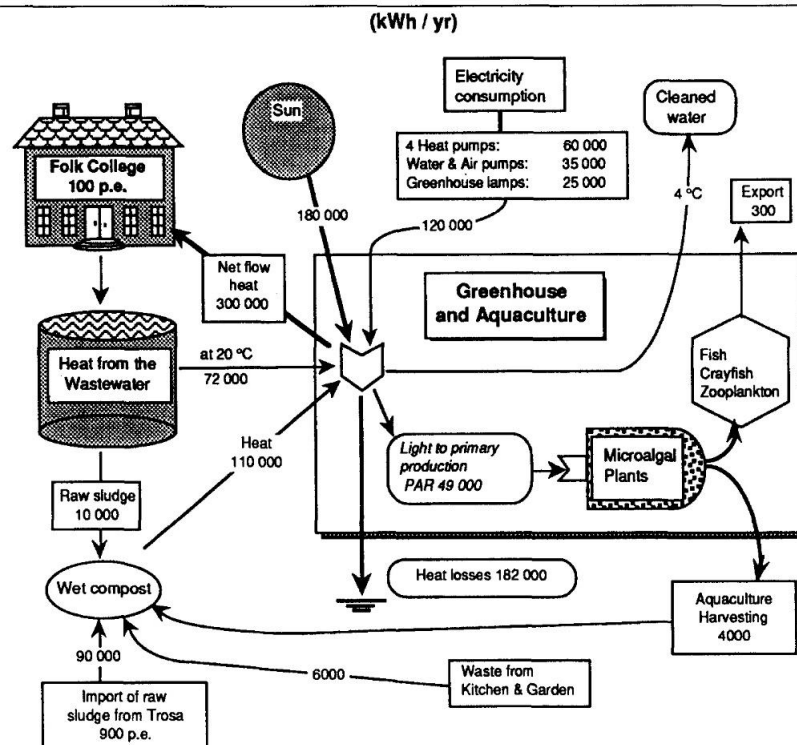 (kWh / yr)
Electricity
consumption
Sun
Cleaned
water
4 Heat pumps: 60 000
Water & Air pumps: 35 000
Greenhouse lamps: 25 000
Folk College
100 p.e.
Export
300
4 ºC
180 000
120 000
Net flow
heat
300 000
Greenhouse
and Aquaculture
Heat from the
Wastewater
at 20 ºC
72 000
Fish
Crayfish
Zooplankton
Heat
110 000
Light to primary
production
PAR 49 000
Microalgal
Plants
Raw sludge
10 000
Wet compost
Heat losses 182 000
Aquaculture
Harvesting
4000
90 000
6000
Waste from
Kitchen & Garden
Import of raw
sludge from Trosa
900 p.e.